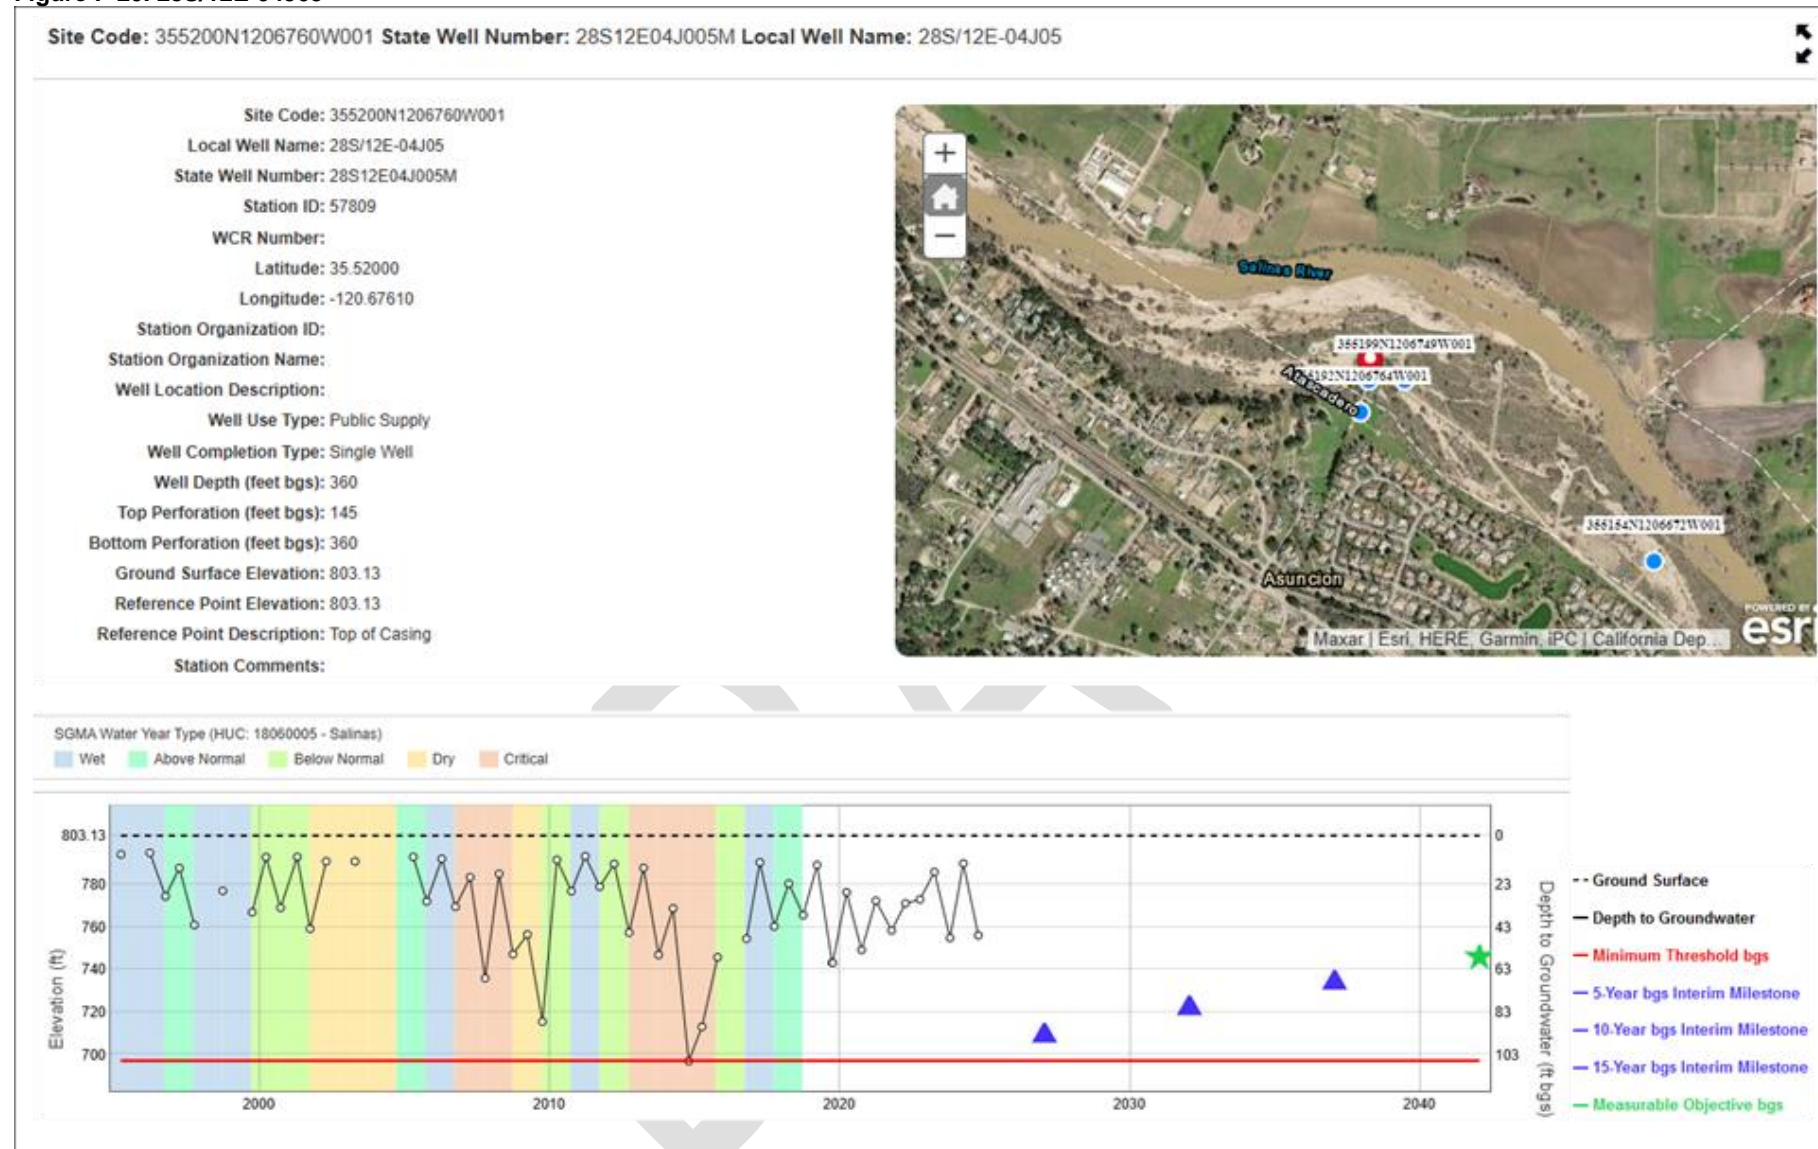 Site Code: 355200N1206760W001 State Well Number: 28S12E04J005M Local Well Name: 28S/12E-04J05
Site Code: 355200N1206760W001
Local Well Name: 28S/12E-04J05
State Well Number: 28S12E04J005M
Station ID: 57809
WCR Number:
Latitude: 35.52000
Longitude: -120.67610
Station Organization ID:
Station Organization Name:
Well Location Description:
Well Use Type: Public Supply
Well Completion Type: Single Well
Well Depth (feet bgs): 360
Top Perforation (feet bgs): 145
Bottom Perforation (feet bgs): 360
Ground Surface Elevation: 803.13
Reference Point Elevation: 803.13
Reference Point Description: Top of Casing
Station Comments:
+
−
Salinas River
355199N1206749W001
55192N1206764W001
Atascadero
355154N1206672W001
Asuncion
POWERED BY
esri
Maxar | Esri, HERE, Garmin, iPC | California Dep...
SGMA Water Year Type (HUC: 18060005 - Salinas)
Wet Above Normal Below Normal Dry Critical
Elevation (ft)
803.13
780
760
740
720
700
2000 2010 2020 2030 2040
0
23
43
63
83
103
Depth to Groundwater (ft bgs)
Ground Surface
Depth to Groundwater
Minimum Threshold bgs
5-Year bgs Interim Milestone
10-Year bgs Interim Milestone
15-Year bgs Interim Milestone
Measurable Objective bgs